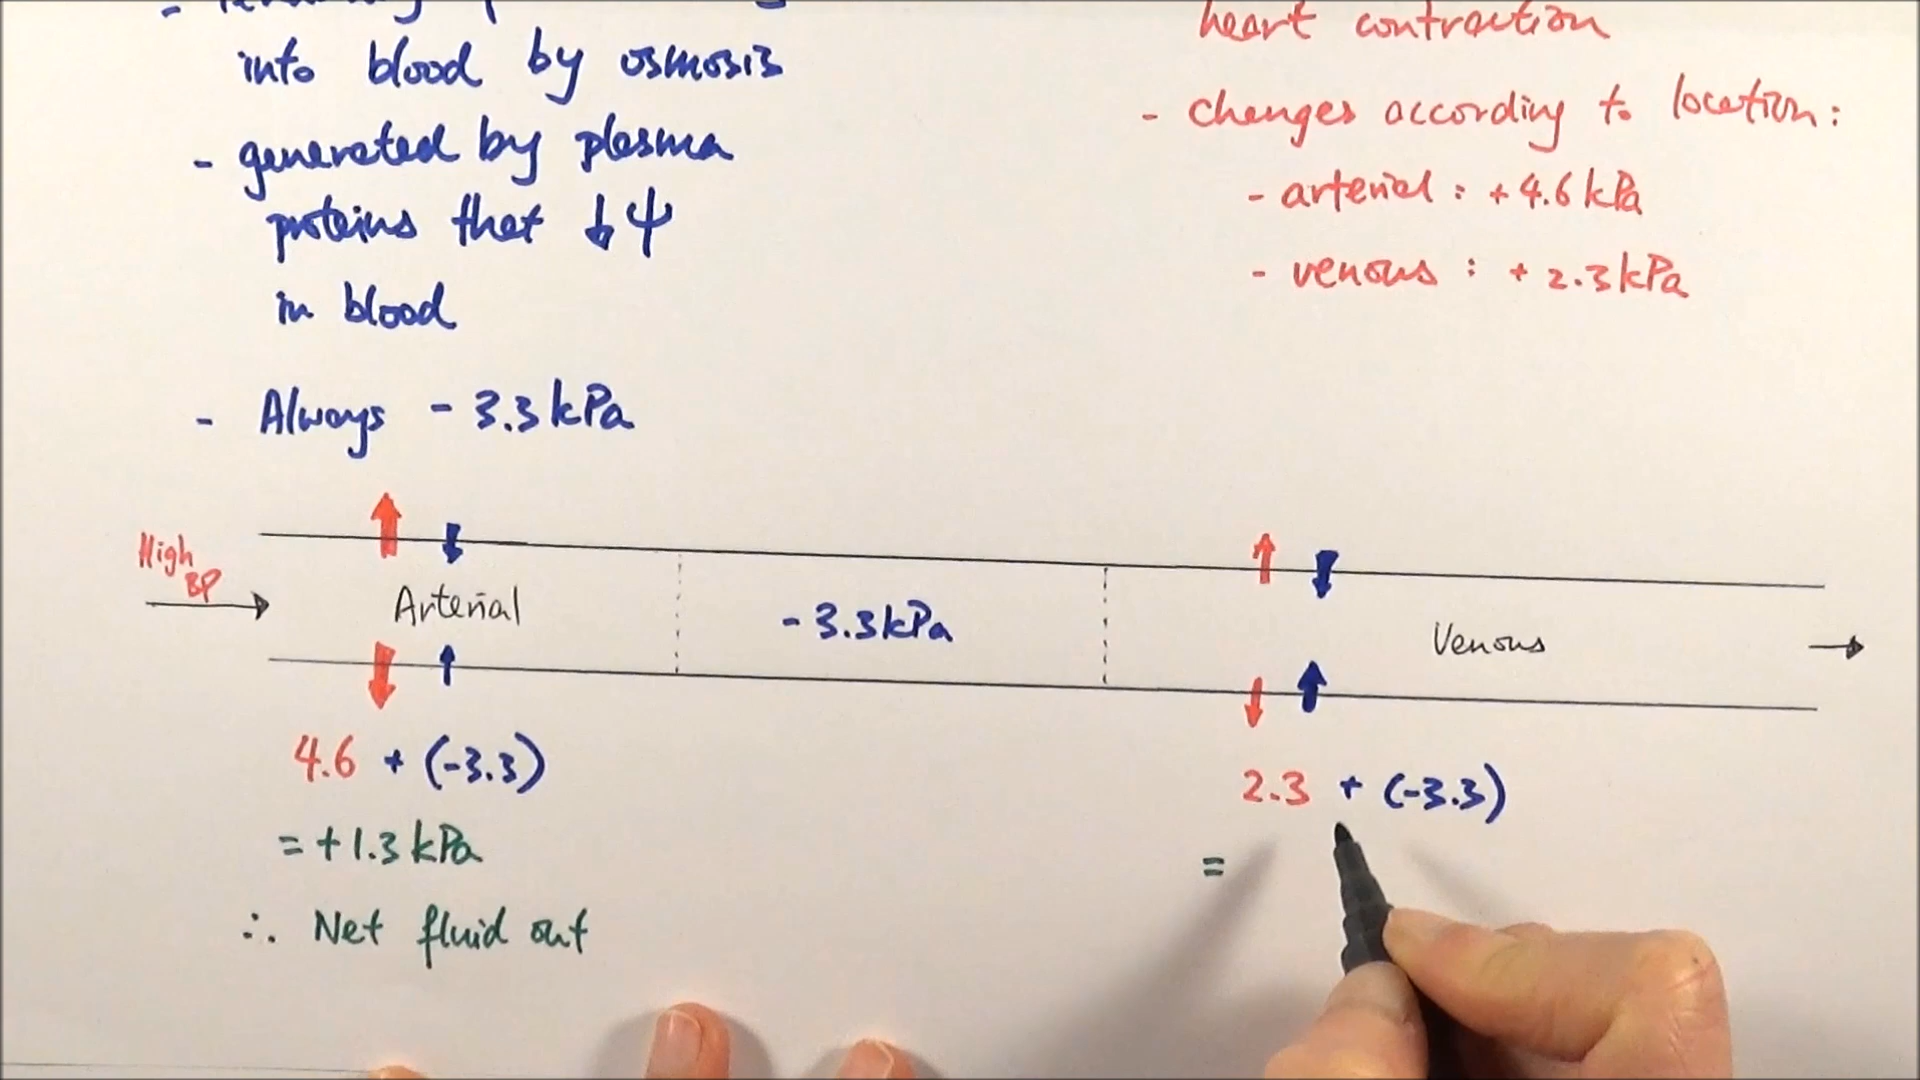 into blood by osmosis
- generated by plasma
proteins that ↓ Ψ
in blood
- Always - 3.3 kPa
heart contraction
- changes according to location:
- arterial : + 4.6 kPa
- venous : + 2.3 kPa
High
BP
Arterial
- 3.3 kPa
Venous
4.6 + (-3.3)
= +1.3 kPa
∴ Net fluid out
2.3 + (-3.3)
=